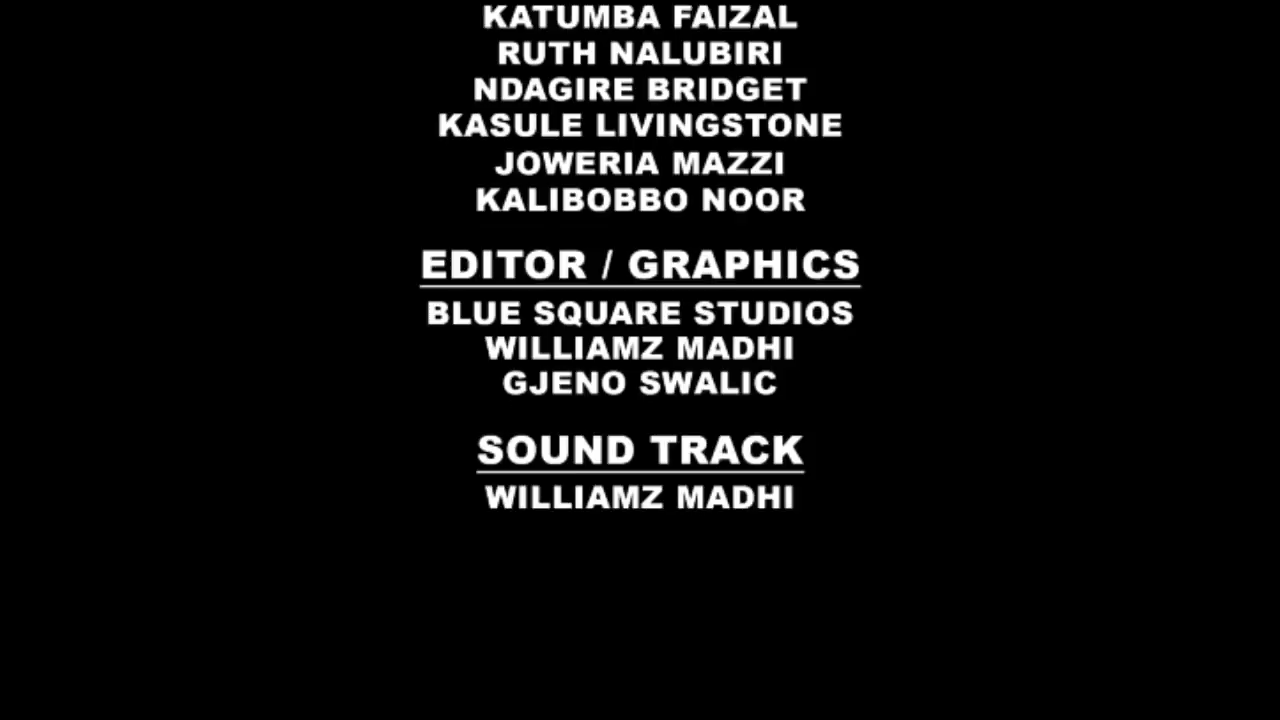 KATUMBA FAIZAL
RUTH NALUBIRI
NDAGIRE BRIDGET
KASULE LIVINGSTONE
JOWERIA MAZZI
KALIBOBBO NOOR
EDITOR / GRAPHICS
BLUE SQUARE STUDIOS
WILLIAMZ MADHI
GJENO SWALIC
SOUND TRACK
WILLIAMZ MADHI